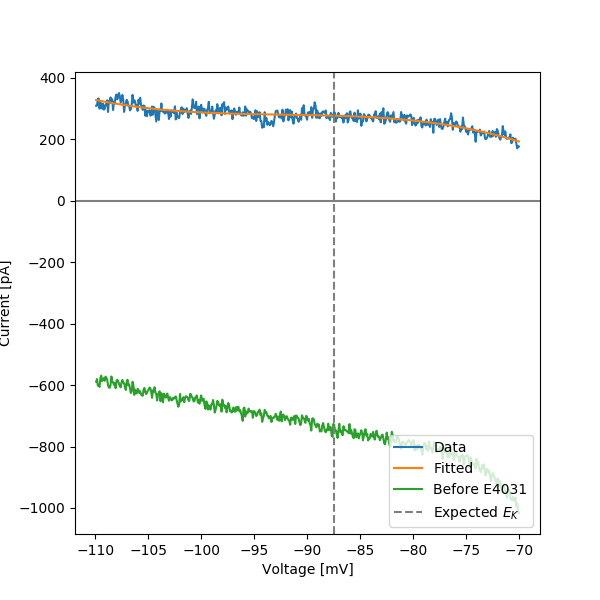 400
200
0
−200
−400
−600
−800
−1000
Current [pA]
−110
−105
−100
−95
−90
−85
−80
−75
−70
Voltage [mV]
Data
Fitted
Before E4031
Expected E_K